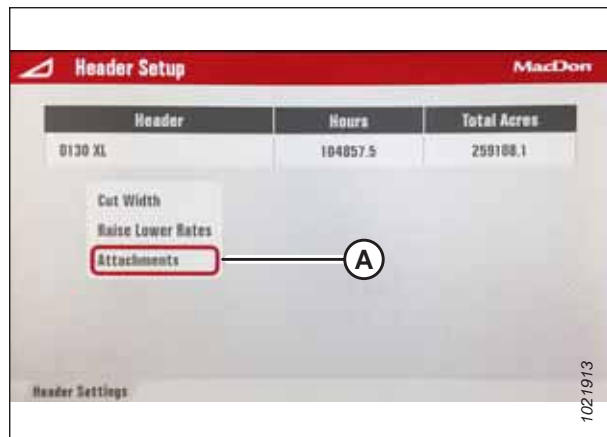 Header Setup
MacDon
Header Hours Total Acres
D130 XL 104857.5 259108.1
Cut Width
Raise Lower Rates
Attachments
A
Header Settings
1021913